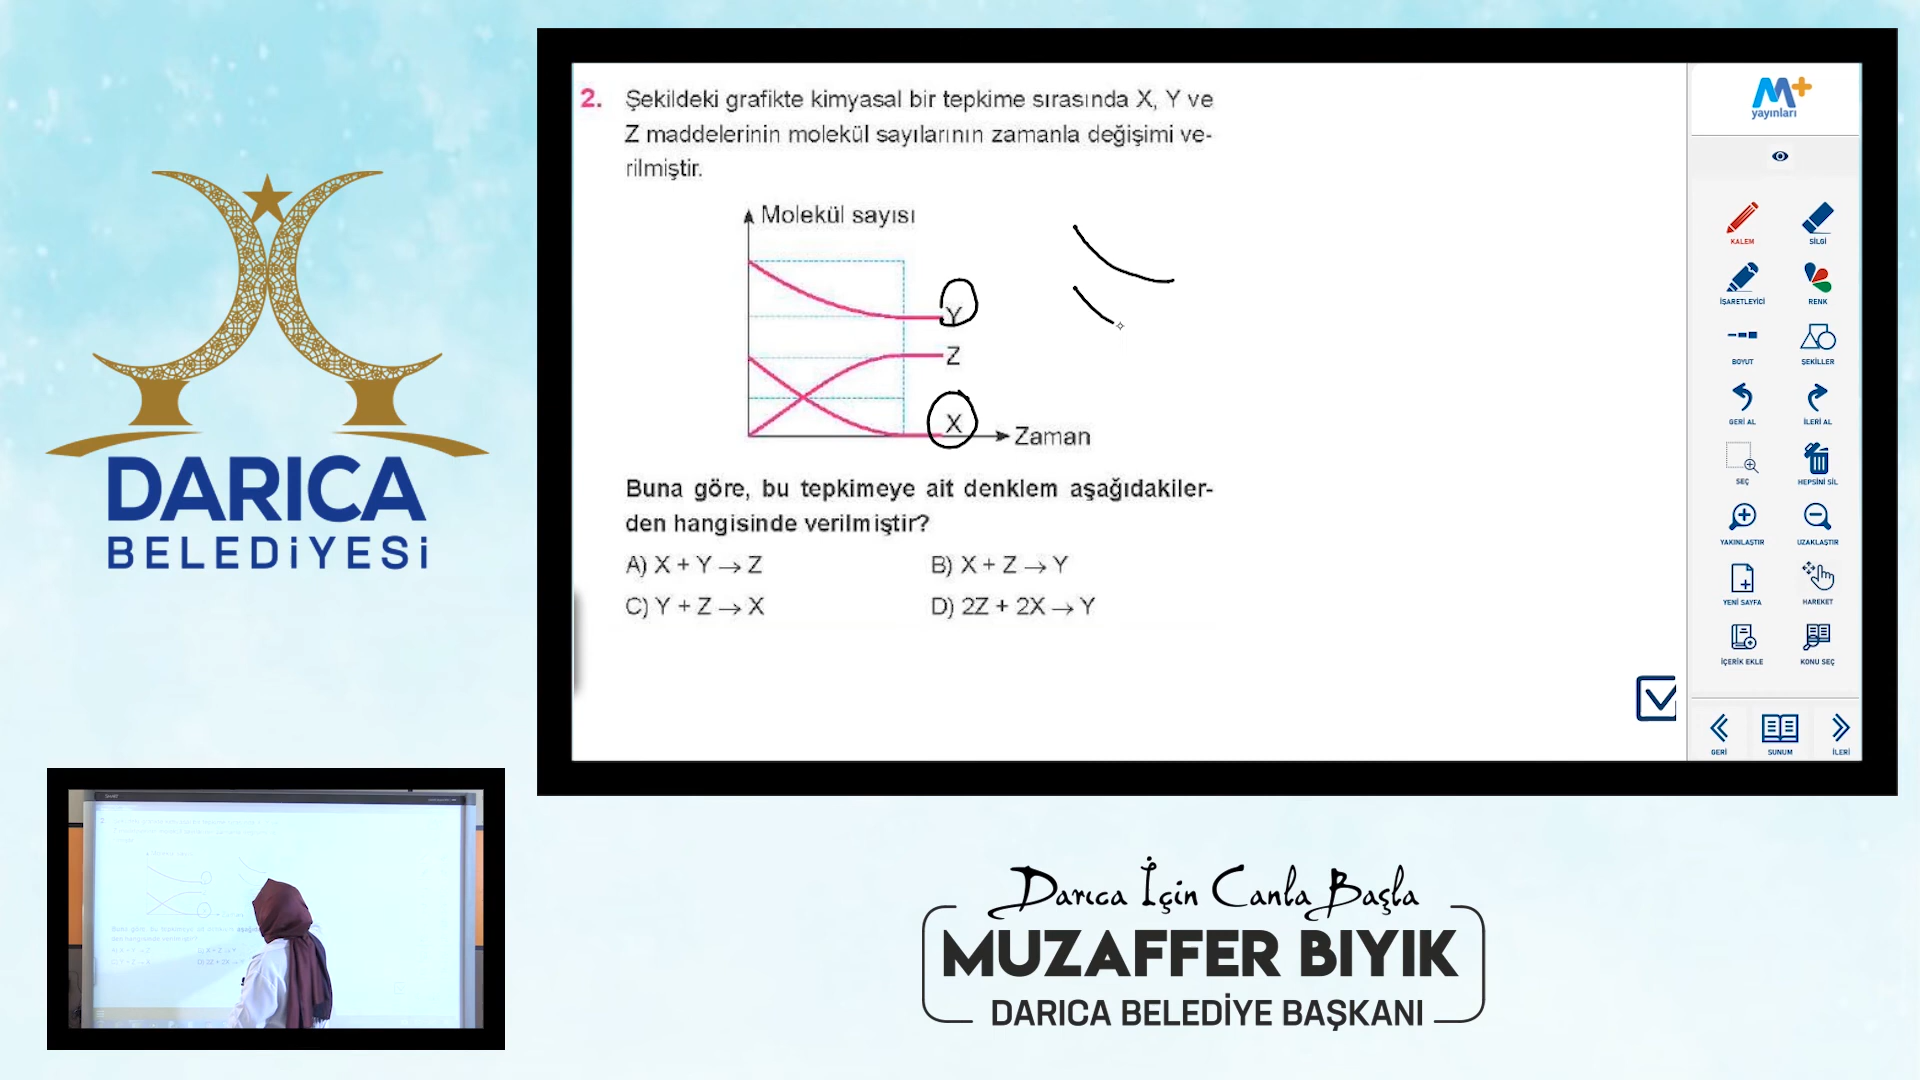 DARICA
BELEDİYESİ
2. Şekildeki grafikte kimyasal bir tepkime sırasında X, Y ve
Z maddelerinin molekül sayılarının zamanla değişimi ve-
rilmiştir.
Molekül sayısı
Y
Z
X
Zaman
Buna göre, bu tepkimeye ait denklem aşağıdakiler-
den hangisinde verilmiştir?
A) X + Y → Z
B) X + Z → Y
C) Y + Z → X
D) 2Z + 2X → Y
M+
yayınları
KALEM
SİLGİ
İŞARETLEYİCİ
RENK
BOYUT
ŞEKİLLER
GERİ AL
İLERİ AL
SEÇ
HEPSİNİ SİL
YAKINLAŞTIR
UZAKLAŞTIR
YENİ SAYFA
HAREKET
İÇERİK EKLE
KONU SEÇ
GERİ
SUNUM
İLERİ
Darıca İçin Canla Başla
MUZAFFER BIYIK
DARICA BELEDİYE BAŞKANI